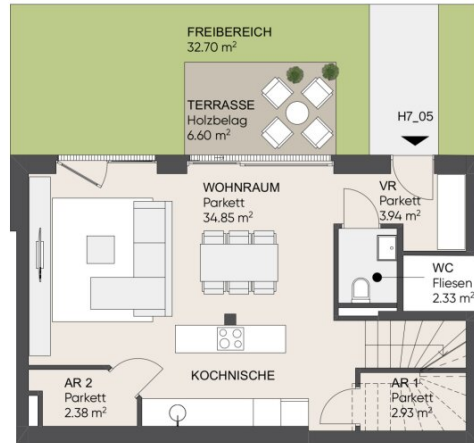 FREIBEREICH
32.70 m²
TERRASSE
Holzbelag
6.60 m²
H7_05
WOHNRAUM
Parkett
34.85 m²
VR
Parkett
3.94 m²
WC
Fliesen
2.33 m²
KOCHNISCHE
AR 2
Parkett
2.38 m²
AR 1
Parkett
2.93 m²